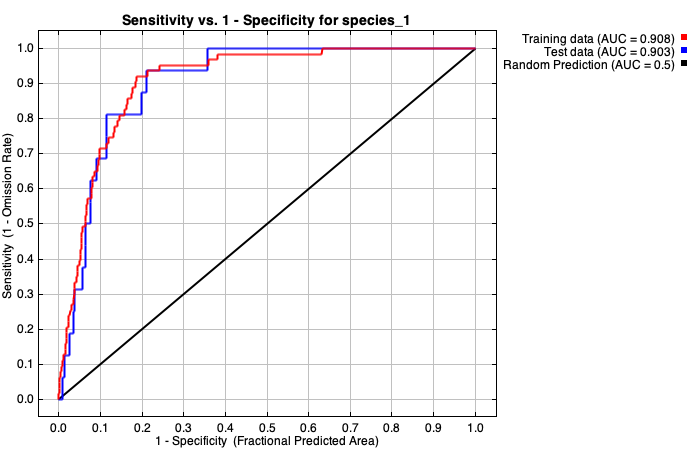 Sensitivity vs. 1 - Specificity for species_1
Training data (AUC = 0.908)
Test data (AUC = 0.903)
Random Prediction (AUC = 0.5)
Sensitivity (1 - Omission Rate)
1.0
0.9
0.8
0.7
0.6
0.5
0.4
0.3
0.2
0.1
0.0
0.0 0.1 0.2 0.3 0.4 0.5 0.6 0.7 0.8 0.9 1.0
1 - Specificity (Fractional Predicted Area)